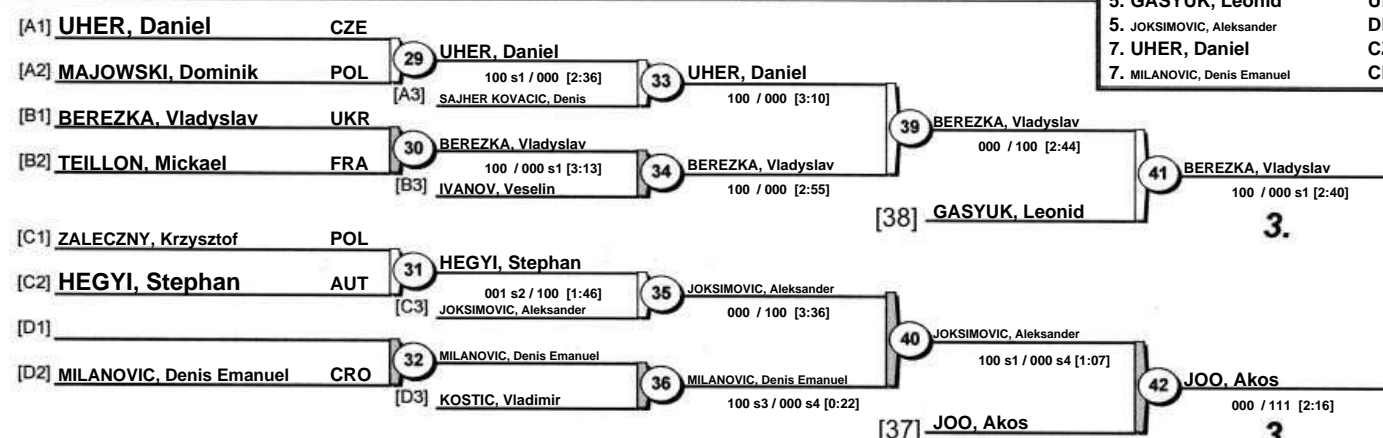 5. GASYUK, Leonid
5. JOKSIMOVIC, Aleksander
7. UHER, Daniel
7. MILANOVIC, Denis Emanuel
[A1] UHER, Daniel CZE
[A2] MAJOWSKI, Dominik POL
29
UHER, Daniel
100 s1 / 000 [2:36]
[A3] SAJHER KOVACIC, Denis
33
UHER, Daniel
100 / 000 [3:10]
[B1] BEREZKA, Vladyslav UKR
[B2] TEILLON, Mickael FRA
30
BEREZKA, Vladyslav
100 / 000 s1 [3:13]
[B3] IVANOV, Veselin
34
BEREZKA, Vladyslav
100 / 000 [2:55]
39
BEREZKA, Vladyslav
000 / 100 [2:44]
[38] GASYUK, Leonid
41
BEREZKA, Vladyslav
100 / 000 s1 [2:40]
3.
[C1] ZALECZNY, Krzysztof POL
[C2] HEGYI, Stephan AUT
31
HEGYI, Stephan
001 s2 / 100 [1:46]
[C3] JOKSIMOVIC, Aleksander
35
JOKSIMOVIC, Aleksander
000 / 100 [3:36]
[D1]
[D2] MILANOVIC, Denis Emanuel CRO
32
MILANOVIC, Denis Emanuel
[D3] KOSTIC, Vladimir
36
MILANOVIC, Denis Emanuel
100 s3 / 000 s4 [0:22]
40
JOKSIMOVIC, Aleksander
100 s1 / 000 s4 [1:07]
[37] JOO, Akos
42
JOO, Akos
000 / 111 [2:16]
3